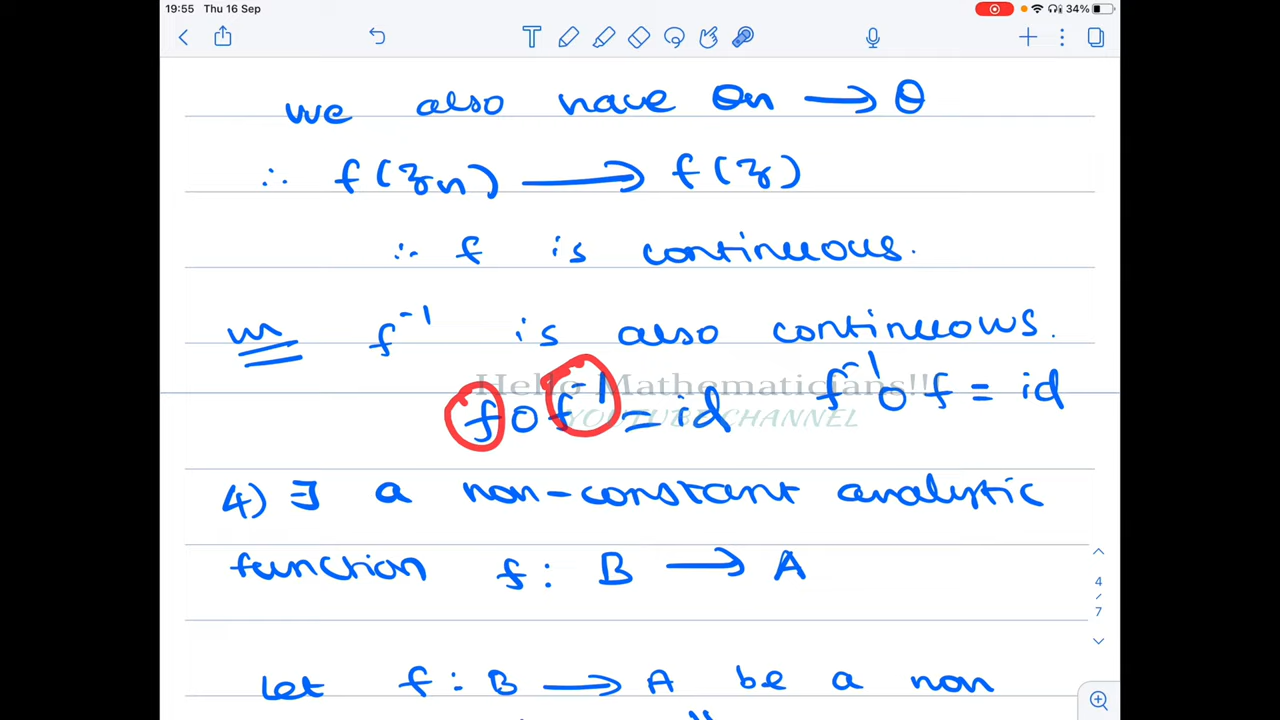 19:55 Thu 16 Sep
34%
T
we also have θn → θ
∴ f(zn) → f(z)
∴ f is continuous.
f⁻¹ is also continuous.
Hello Mathematicians!!
YOUTUBE CHANNEL
f o f⁻¹ = id f⁻¹ o f = id
4) ∃ a non-constant analytic
function f: B → A
4
/
7
Let f: B → A be a non